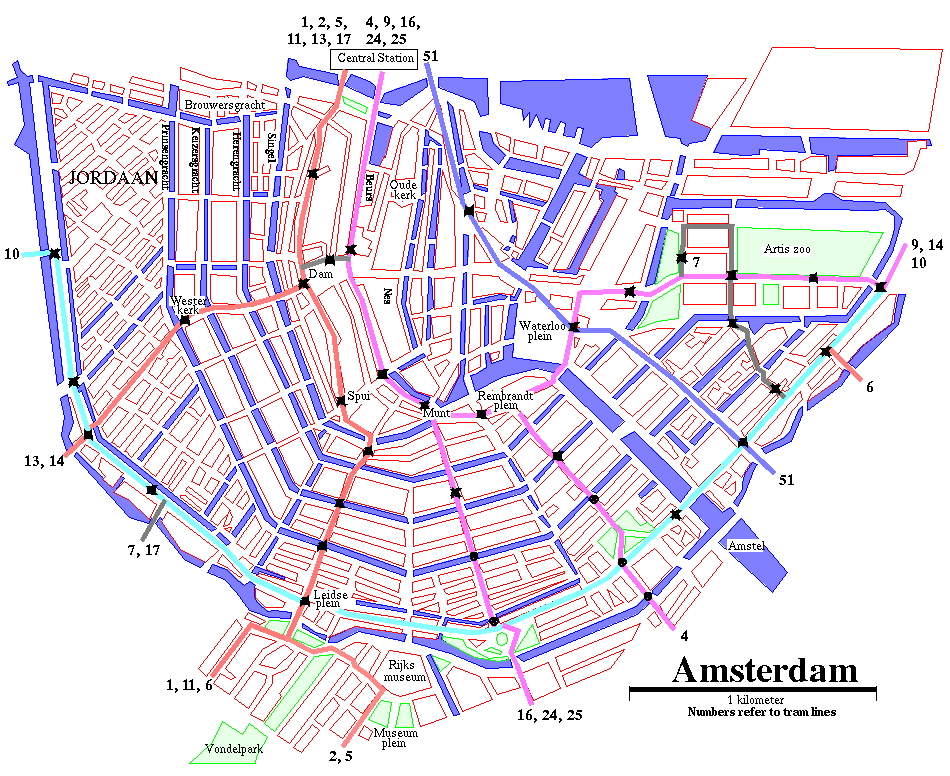 1, 2, 5,
11, 13, 17
4, 9, 16,
24, 25
Central Station
51
Brouwersgracht
Prinsengracht
Keizersgracht
Herengracht
Singel
JORDAAN
Beurs
Oude
kerk
10
Dam
Nes
Wester
kerk
7
Artis zoo
9, 14
10
Waterloo
plein
Spui
Munt
Rembrandt
plein
6
13, 14
7, 17
51
Amstel
Leidse
plein
Rijks
museum
4
1, 11, 6
16, 24, 25
Museum
plein
2, 5
Vondelpark
Amsterdam
1 kilometer
Numbers refer to tram lines